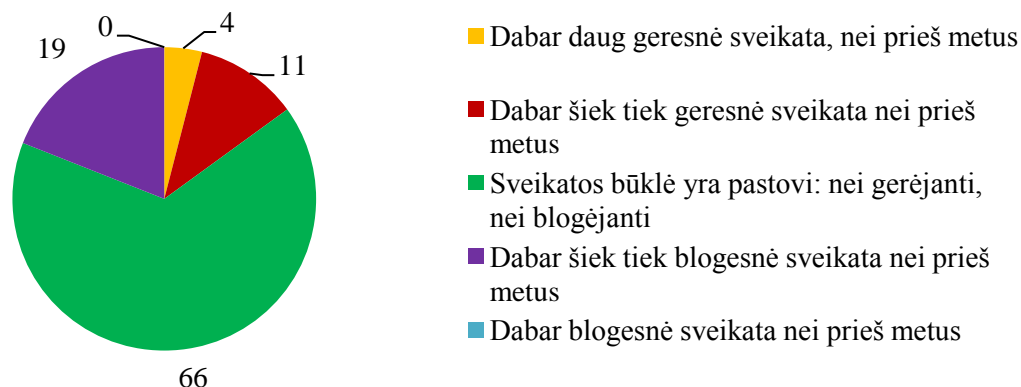 0
4
19
11
66
Dabar daug geresnė sveikata, nei prieš metus
Dabar šiek tiek geresnė sveikata nei prieš
metus
Sveikatos būklė yra pastovi: nei gerėjanti,
nei blogėjanti
Dabar šiek tiek blogesnė sveikata nei prieš
metus
Dabar blogesnė sveikata nei prieš metus